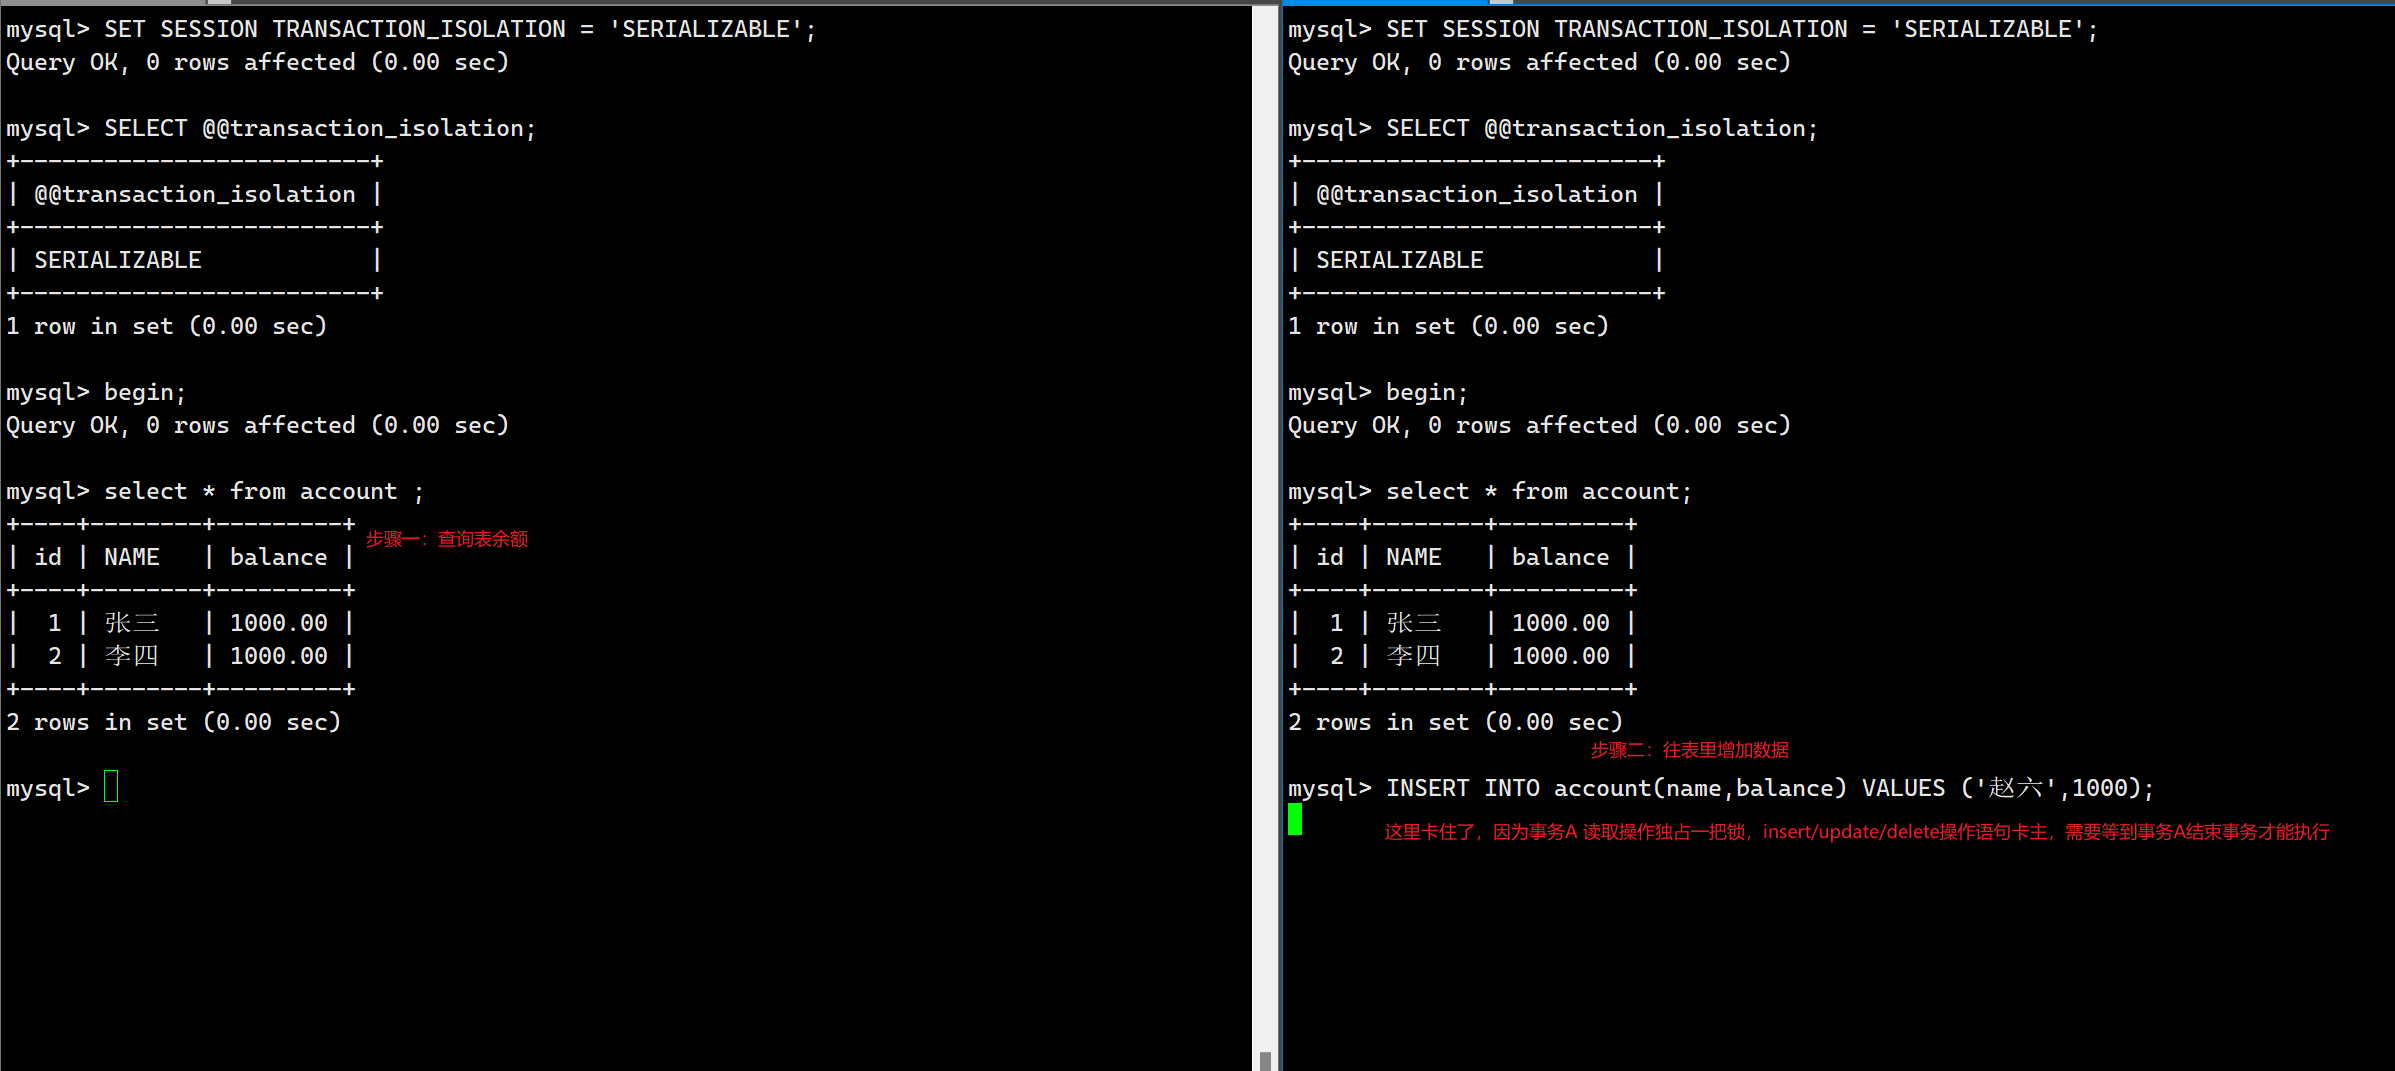 mysql> SET SESSION TRANSACTION_ISOLATION = 'SERIALIZABLE';
Query OK, 0 rows affected (0.00 sec)

mysql> SELECT @@transaction_isolation;
+-------------------------+
| @@transaction_isolation |
+-------------------------+
| SERIALIZABLE            |
+-------------------------+
1 row in set (0.00 sec)

mysql> begin;
Query OK, 0 rows affected (0.00 sec)

mysql> select * from account ;
+----+--------+---------+
步骤一：查询表余额
| id | NAME   | balance |
+----+--------+---------+
|  1 | 张三   | 1000.00 |
|  2 | 李四   | 1000.00 |
+----+--------+---------+
2 rows in set (0.00 sec)

mysql>

mysql> SET SESSION TRANSACTION_ISOLATION = 'SERIALIZABLE';
Query OK, 0 rows affected (0.00 sec)

mysql> SELECT @@transaction_isolation;
+-------------------------+
| @@transaction_isolation |
+-------------------------+
| SERIALIZABLE            |
+-------------------------+
1 row in set (0.00 sec)

mysql> begin;
Query OK, 0 rows affected (0.00 sec)

mysql> select * from account;
+----+--------+---------+
| id | NAME   | balance |
+----+--------+---------+
|  1 | 张三   | 1000.00 |
|  2 | 李四   | 1000.00 |
+----+--------+---------+
2 rows in set (0.00 sec)
步骤二：往表里增加数据
mysql> INSERT INTO account(name,balance) VALUES ('赵六',1000);
这里卡住了，因为事务A 读取操作独占一把锁，insert/update/delete操作语句卡主，需要等到事务A结束事务才能执行